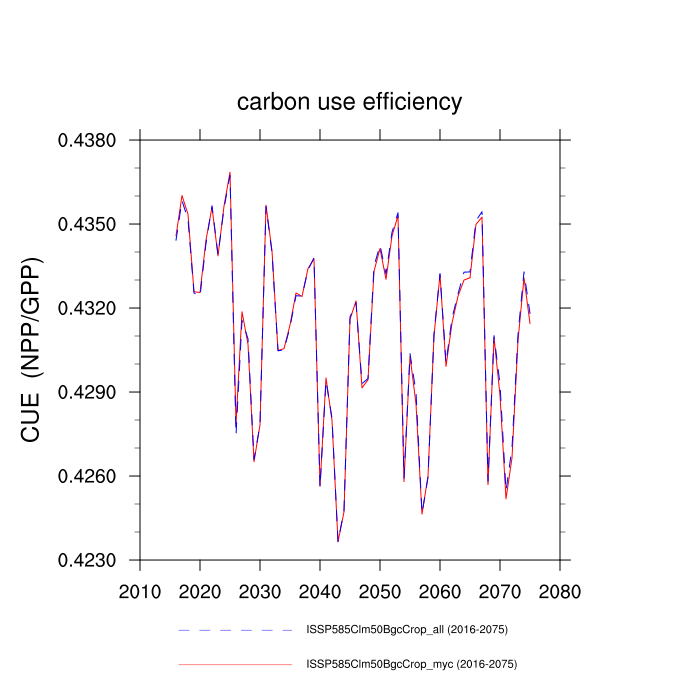 carbon use efficiency
0.4380
0.4350
0.4320
0.4290
0.4260
0.4230
CUE (NPP/GPP)
2010 2020 2030 2040 2050 2060 2070 2080
ISSP585Clm50BgcCrop_all (2016-2075)
ISSP585Clm50BgcCrop_myc (2016-2075)